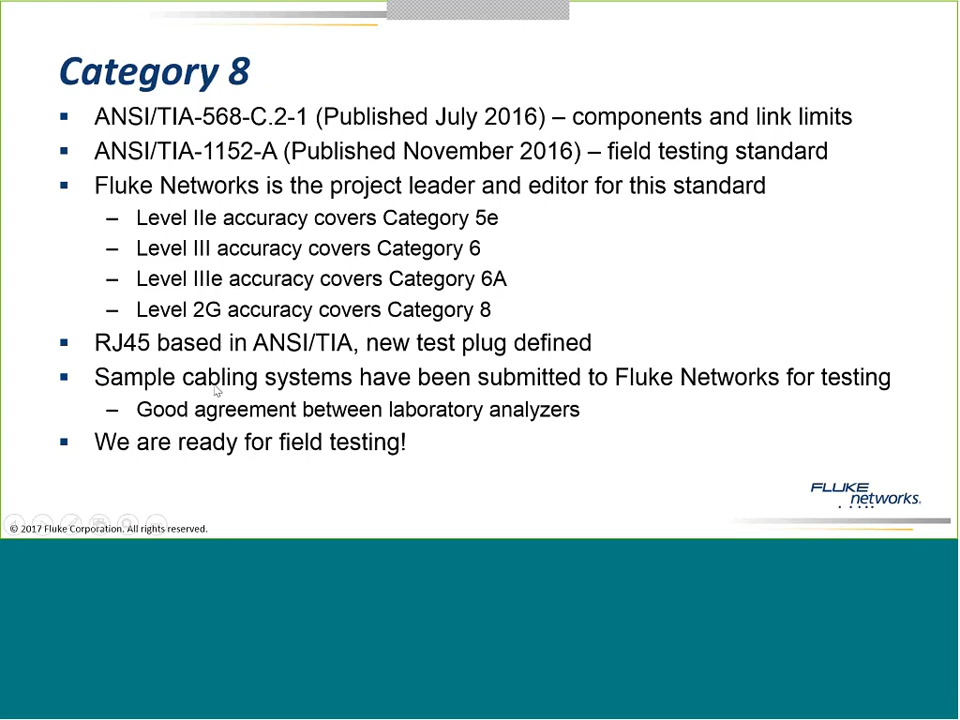 Category 8
▪ ANSI/TIA-568-C.2-1 (Published July 2016) – components and link limits
▪ ANSI/TIA-1152-A (Published November 2016) – field testing standard
▪ Fluke Networks is the project leader and editor for this standard
– Level IIe accuracy covers Category 5e
– Level III accuracy covers Category 6
– Level IIIe accuracy covers Category 6A
– Level 2G accuracy covers Category 8
▪ RJ45 based in ANSI/TIA, new test plug defined
▪ Sample cabling systems have been submitted to Fluke Networks for testing
– Good agreement between laboratory analyzers
▪ We are ready for field testing!
FLUKE
networks.
© 2017 Fluke Corporation. All rights reserved.